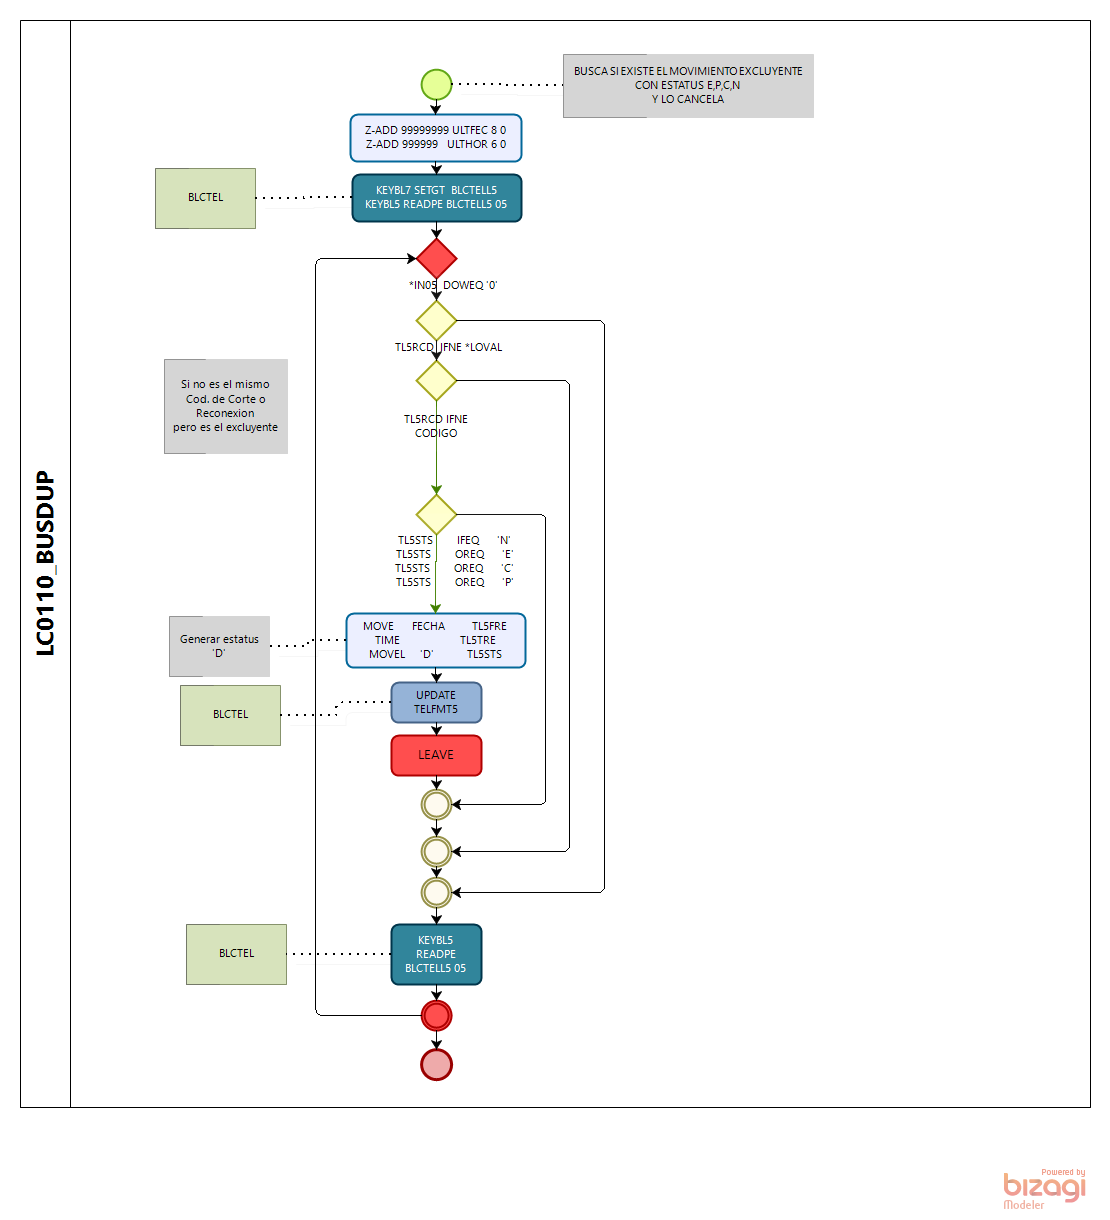 LC0110_BUSDUP
BUSCA SI EXISTE EL MOVIMIENTO EXCLUYENTE
CON ESTATUS E,P,C,N
Y LO CANCELA
Z-ADD 99999999 ULTFEC 8 0
Z-ADD 999999 ULTHOR 6 0
BLCTEL
KEYBL7 SETGT BLCTELL5
KEYBL5 READPE BLCTELL5 05
*IN05 DOWEQ '0'
TL5RCD IFNE *LOVAL
Si no es el mismo
Cod. de Corte o
Reconexion
pero es el excluyente
TL5RCD IFNE
CODIGO
TL5STS IFEQ 'N'
TL5STS OREQ 'E'
TL5STS OREQ 'C'
TL5STS OREQ 'P'
Generar estatus
'D'
MOVE FECHA TL5FRE
TIME TL5TRE
MOVEL 'D' TL5STS
BLCTEL
UPDATE
TELFMT5
LEAVE
BLCTEL
KEYBL5
READPE
BLCTELL5 05
Powered by
bizagi
Modeler